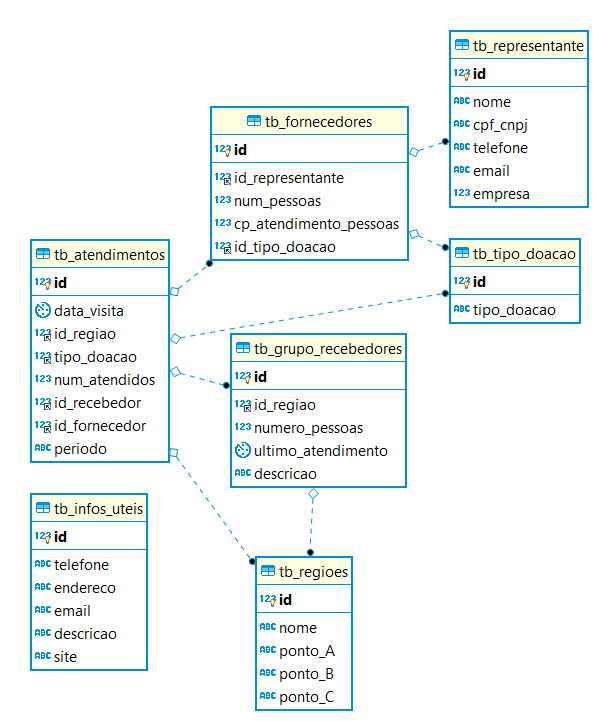 tb_representante
123 id
ABC nome
ABC cpf_cnpj
ABC telefone
ABC email
123 empresa
tb_fornecedores
123 id
123 id_representante
123 num_pessoas
123 cp_atendimento_pessoas
123 id_tipo_doacao
tb_tipo_doacao
123 id
ABC tipo_doacao
tb_atendimentos
123 id
data_visita
123 id_regiao
123 tipo_doacao
123 num_atendidos
123 id_recebedor
123 id_fornecedor
ABC periodo
tb_grupo_recebedores
123 id
123 id_regiao
123 numero_pessoas
ultimo_atendimento
ABC descricao
tb_infos_uteis
123 id
ABC telefone
ABC endereco
ABC email
ABC descricao
ABC site
tb_regioes
123 id
ABC nome
ABC ponto_A
ABC ponto_B
ABC ponto_C